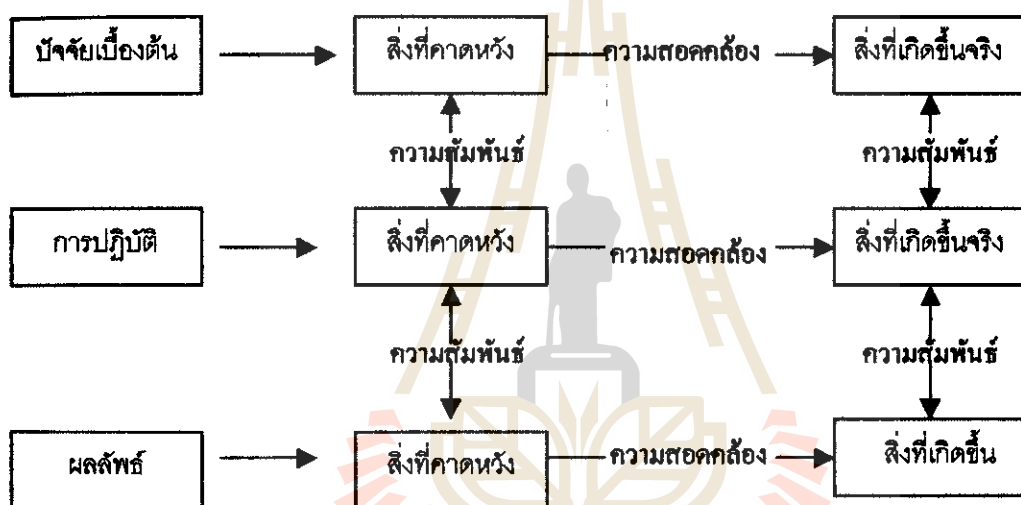 ปัจจัยเบื้องต้น สิ่งที่คาดหวัง ความสอดคล้อง สิ่งที่เกิดขึ้นจริง
ความสัมพันธ์ ความสัมพันธ์
การปฏิบัติ สิ่งที่คาดหวัง ความสอดคล้อง สิ่งที่เกิดขึ้นจริง
ความสัมพันธ์ ความสัมพันธ์
ผลลัพธ์ สิ่งที่คาดหวัง ความสอดคล้อง สิ่งที่เกิดขึ้น